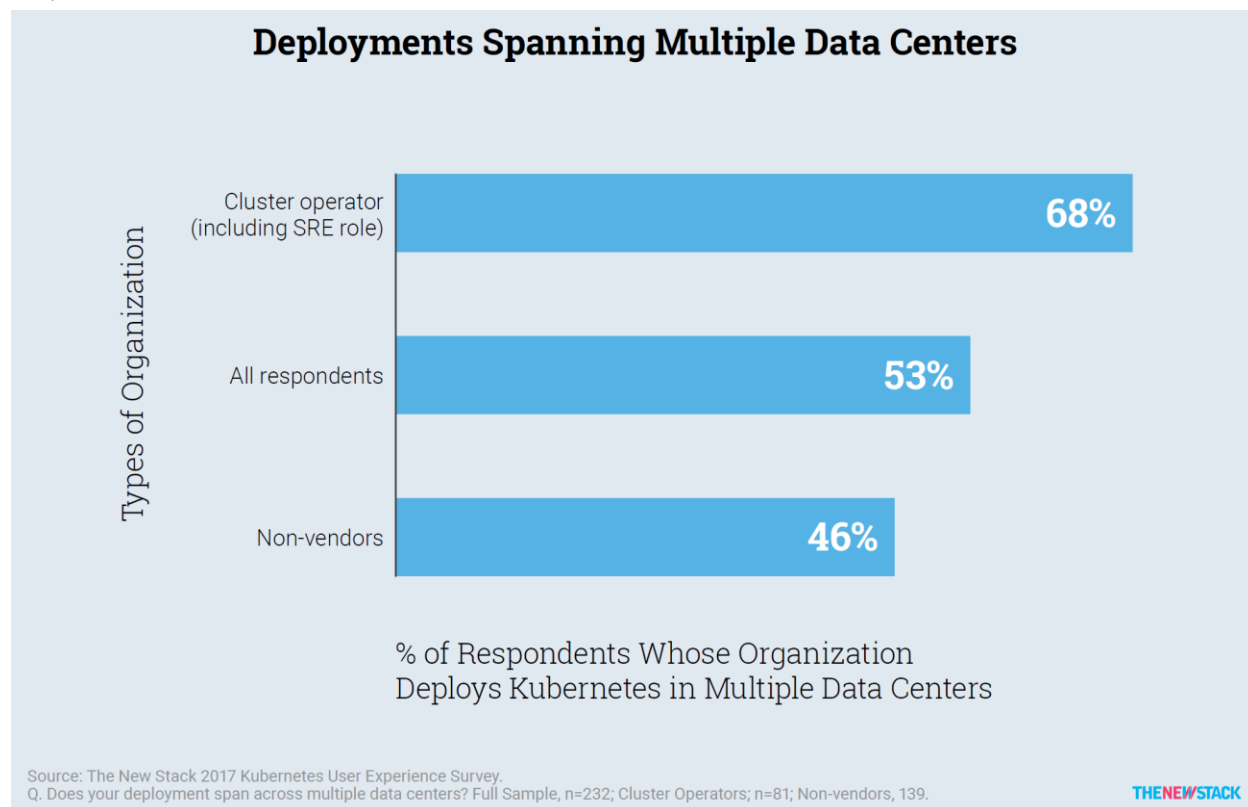 Deployments Spanning Multiple Data Centers
Types of Organization
Cluster operator
(including SRE role)
68%
All respondents
53%
Non-vendors
46%
% of Respondents Whose Organization
Deploys Kubernetes in Multiple Data Centers
Source: The New Stack 2017 Kubernetes User Experience Survey.
Q. Does your deployment span across multiple data centers? Full Sample, n=232; Cluster Operators; n=81; Non-vendors, 139.
THENEWSTACK